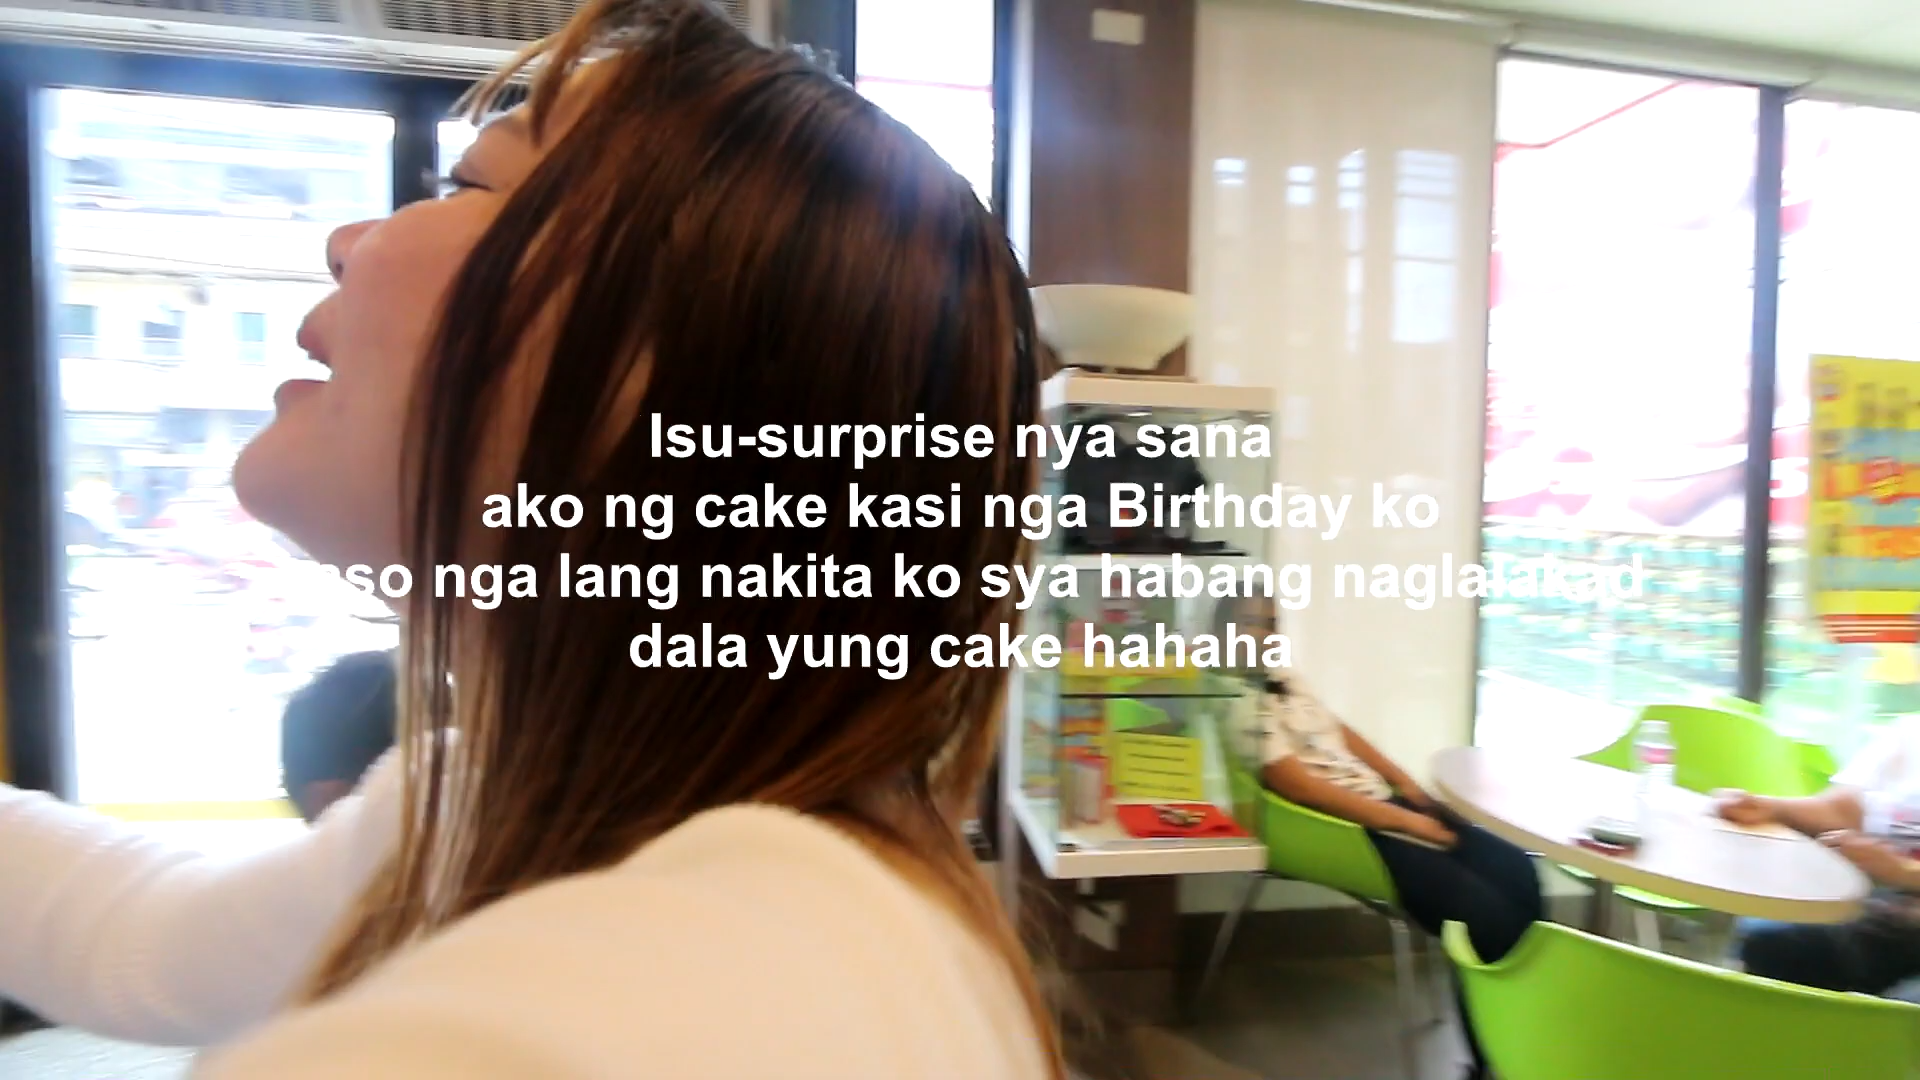 Isu-surprise nya sana
ako ng cake kasi nga Birthday ko
nga lang nakita ko sya habang naglalakad
dala yung cake hahaha